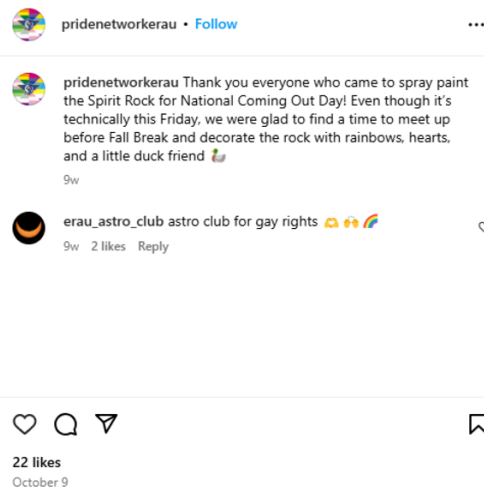 pridenetworkerau • Follow
pridenetworkerau Thank you everyone who came to spray paint
the Spirit Rock for National Coming Out Day! Even though it's
technically this Friday, we were glad to find a time to meet up
before Fall Break and decorate the rock with rainbows, hearts,
and a little duck friend 🦆
9w
erau_astro_club astro club for gay rights 🫶🙌🌈
9w 2 likes Reply
22 likes
October 9